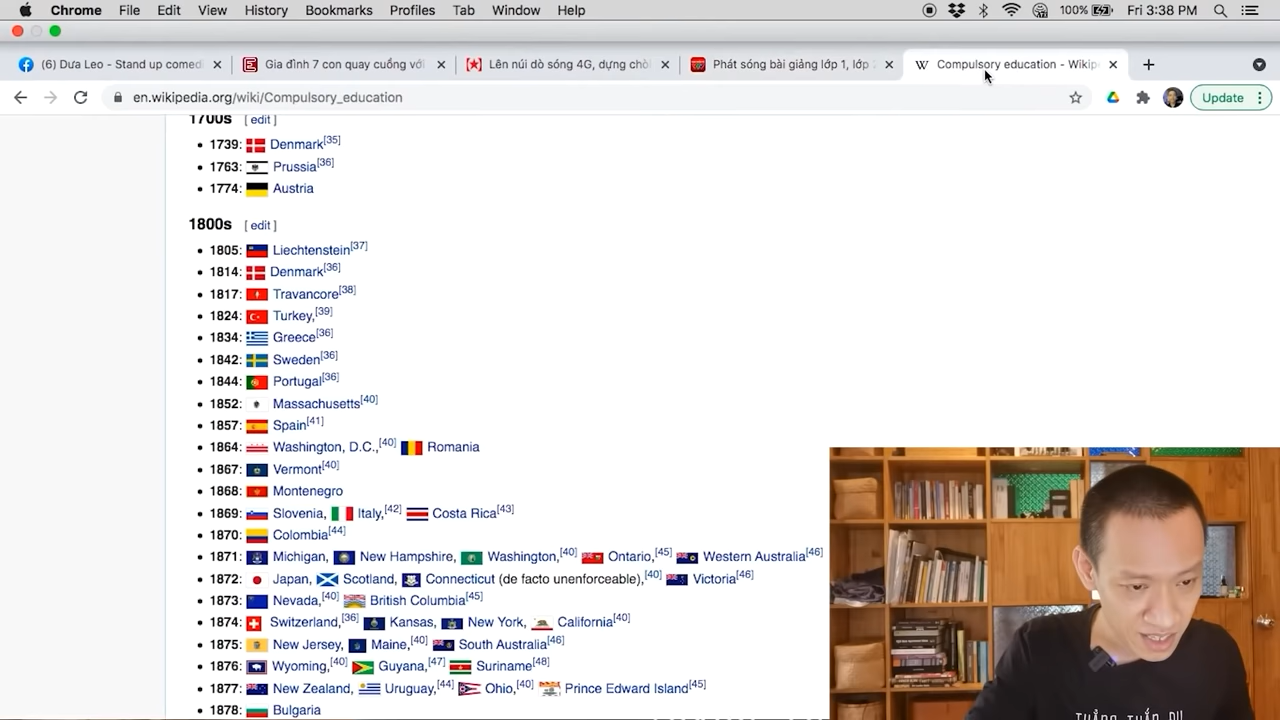 Chrome File Edit View History Bookmarks Profiles Tab Window Help 100% Fri 3:38 PM
(6) Dưa Leo - Stand up comed Gia đình 7 con quay cuồng với Lên núi dò sóng 4G, dựng chò Phát sóng bài giảng lớp 1, lớp Compulsory education - Wikip
en.wikipedia.org/wiki/Compulsory_education Update
1700s [ edit ]
1739: Denmark[35]
1763: Prussia[36]
1774: Austria
1800s [ edit ]
1805: Liechtenstein[37]
1814: Denmark[36]
1817: Travancore[38]
1824: Turkey,[39]
1834: Greece[36]
1842: Sweden[36]
1844: Portugal[36]
1852: Massachusetts[40]
1857: Spain[41]
1864: Washington, D.C.,[40] Romania
1867: Vermont[40]
1868: Montenegro
1869: Slovenia, Italy,[42] Costa Rica[43]
1870: Colombia[44]
1871: Michigan, New Hampshire, Washington,[40] Ontario,[45] Western Australia[46]
1872: Japan, Scotland, Connecticut (de facto unenforceable),[40] Victoria[46]
1873: Nevada,[40] British Columbia[45]
1874: Switzerland,[36] Kansas, New York, California[40]
1875: New Jersey, Maine,[40] South Australia[46]
1876: Wyoming,[40] Guyana,[47] Suriname[48]
1877: New Zealand, Uruguay,[44] Ohio,[40] Prince Edward Island[45]
1878: Bulgaria
THẲNG THẮN DU